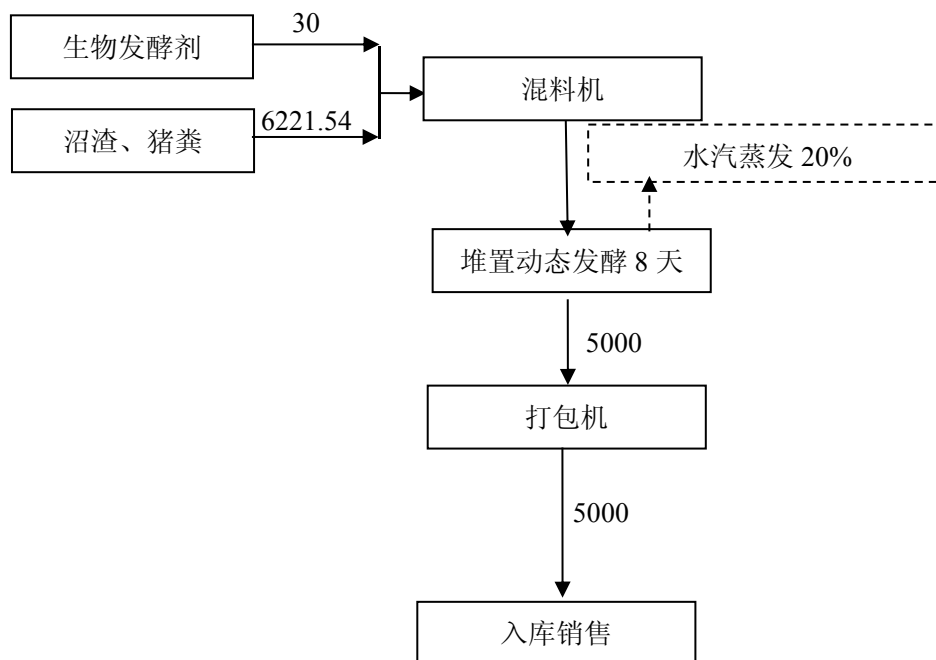 30
生物发酵剂
混料机
6221.54
沼渣、猪粪
水汽蒸发 20%
堆置动态发酵 8 天
5000
打包机
5000
入库销售